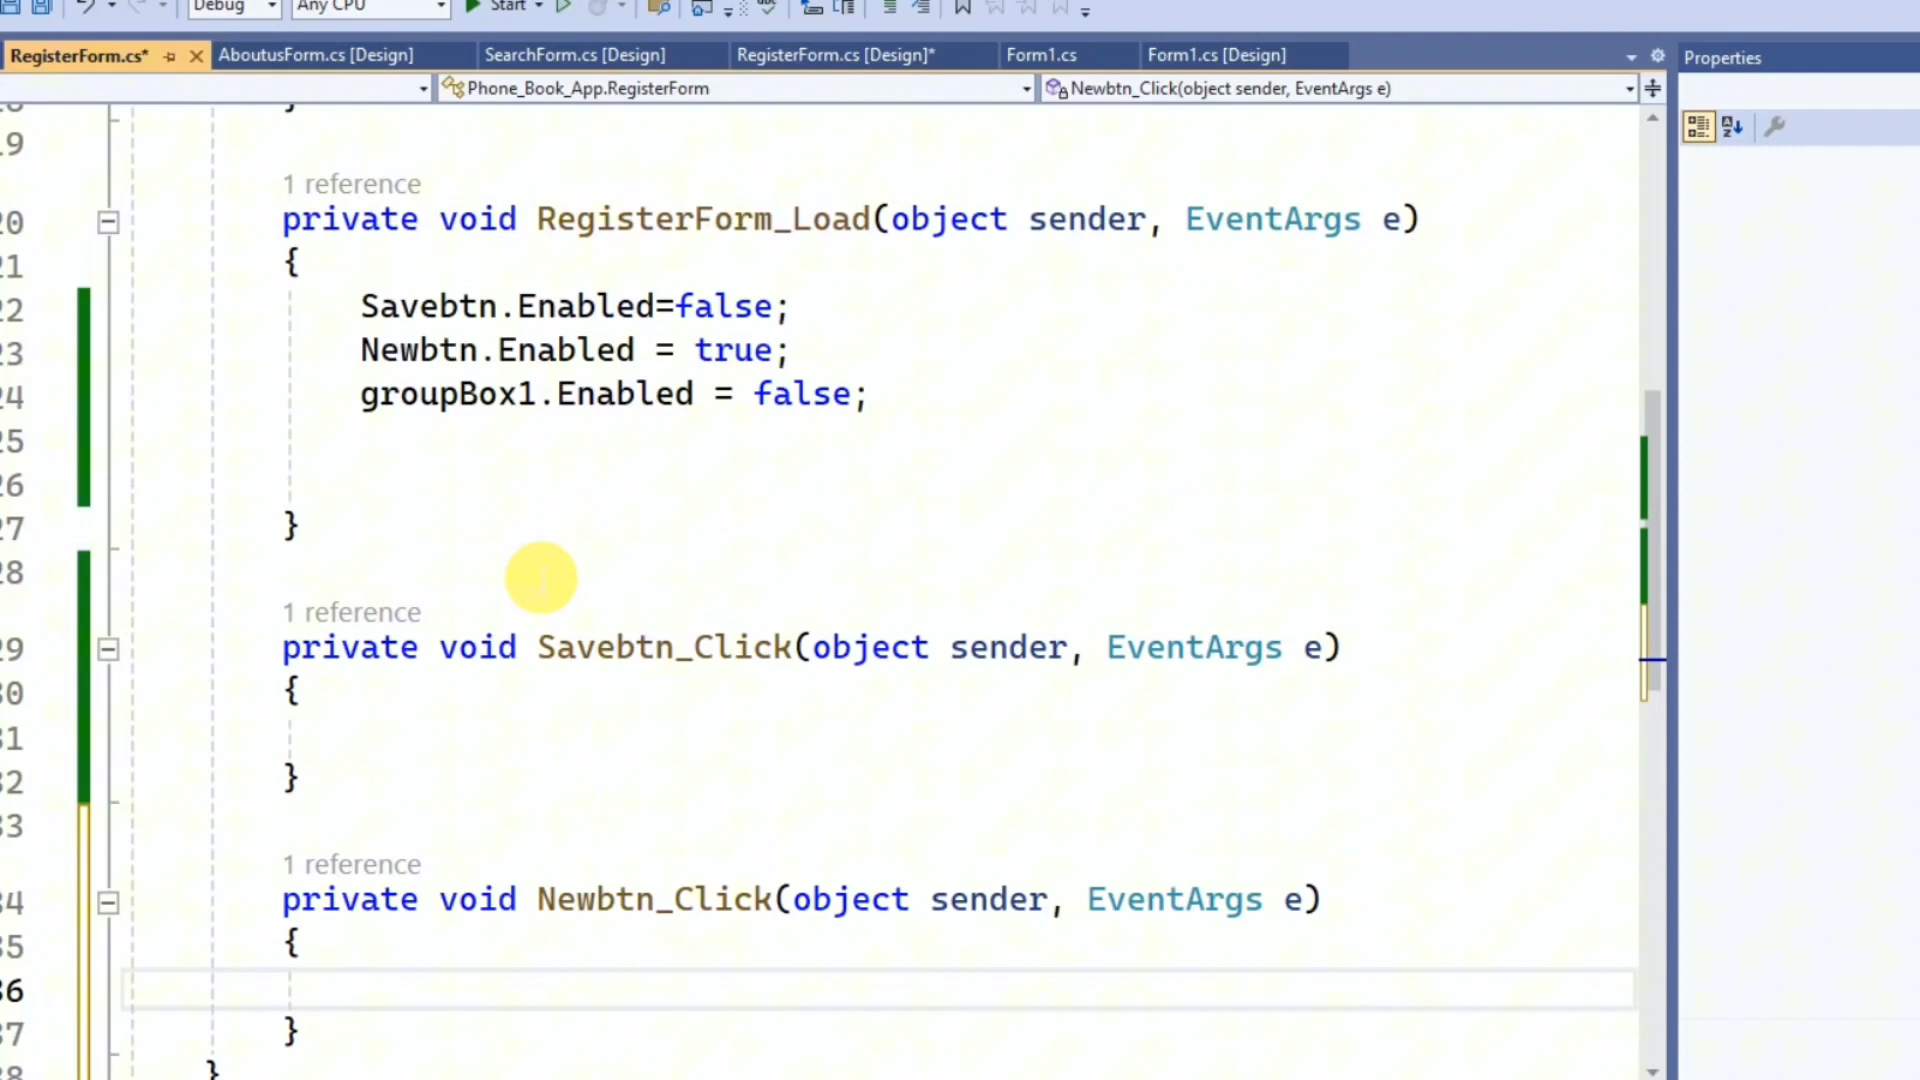 Debug Any CPU Start
RegisterForm.cs* AboutusForm.cs [Design] SearchForm.cs [Design] RegisterForm.cs [Design]* Form1.cs Form1.cs [Design] Properties
Phone_Book_App.RegisterForm Newbtn_Click(object sender, EventArgs e)
}
19
1 reference
20 private void RegisterForm_Load(object sender, EventArgs e)
21 {
22 Savebtn.Enabled=false;
23 Newbtn.Enabled = true;
24 groupBox1.Enabled = false;
25
26
27 }
28
1 reference
29 private void Savebtn_Click(object sender, EventArgs e)
30 {
31
32 }
33
1 reference
34 private void Newbtn_Click(object sender, EventArgs e)
35 {
36
37 }
38 }